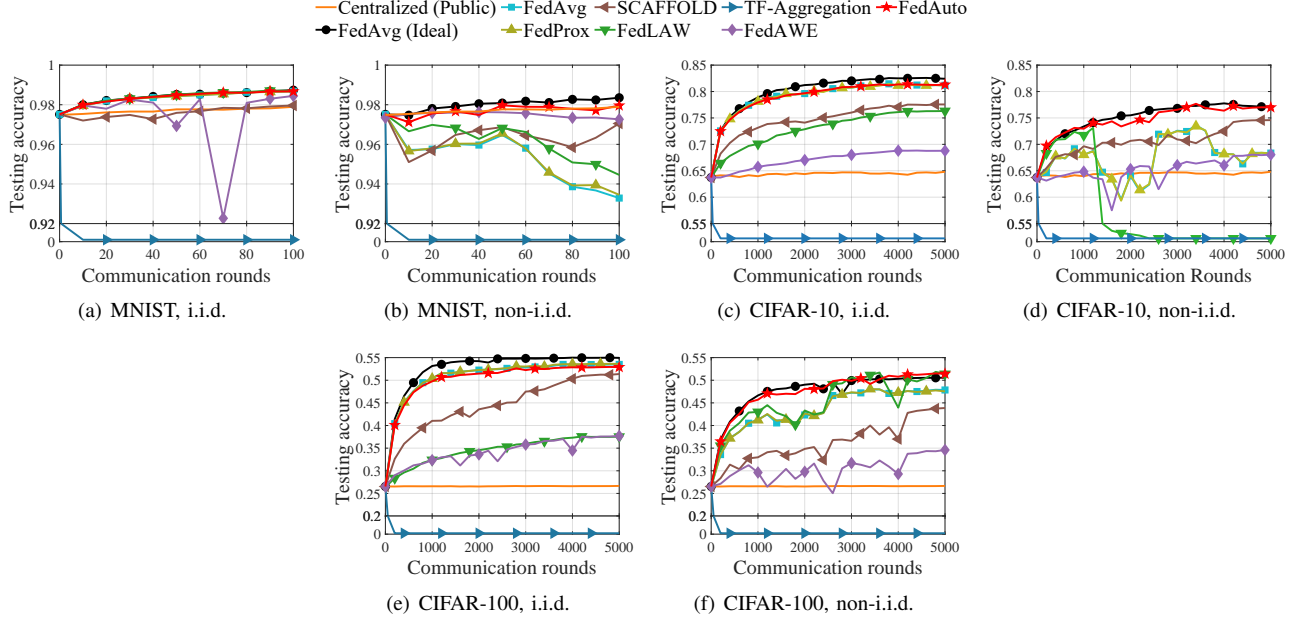 Centralized (Public) FedAvg SCAFFOLD TF-Aggregation FedAuto
FedAvg (Ideal) FedProx FedLAW FedAWE
1
0.98
0.96
0.94
0.92
0
0 20 40 60 80 100
Testing accuracy
Communication rounds
(a) MNIST, i.i.d.
1
0.98
0.96
0.94
0.92
0
0 20 40 60 80 100
Testing accuracy
Communication rounds
(b) MNIST, non-i.i.d.
0.85
0.8
0.75
0.7
0.65
0.6
0.55
0
0 1000 2000 3000 4000 5000
Testing accuracy
Communication rounds
(c) CIFAR-10, i.i.d.
0.85
0.8
0.75
0.7
0.65
0.6
0.55
0
0 1000 2000 3000 4000 5000
Testing accuracy
Communication Rounds
(d) CIFAR-10, non-i.i.d.
0.55
0.5
0.45
0.4
0.35
0.3
0.25
0.2
0
0 1000 2000 3000 4000 5000
Testing accuracy
Communication rounds
(e) CIFAR-100, i.i.d.
0.55
0.5
0.45
0.4
0.35
0.3
0.25
0.2
0
0 1000 2000 3000 4000 5000
Testing accuracy
Communication rounds
(f) CIFAR-100, non-i.i.d.